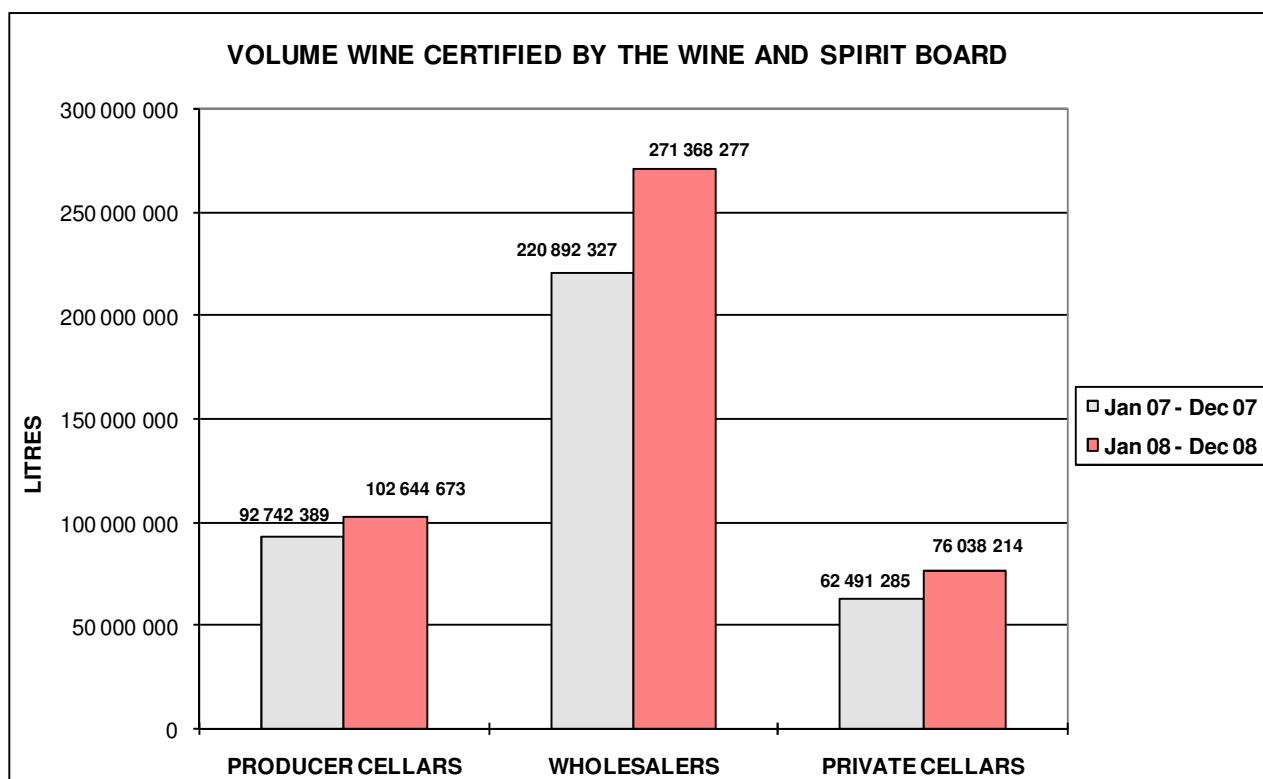 VOLUME WINE CERTIFIED BY THE WINE AND SPIRIT BOARD
300 000 000
250 000 000
200 000 000
150 000 000
100 000 000
50 000 000
0
LITRES
92 742 389
102 644 673
220 892 327
271 368 277
62 491 285
76 038 214
PRODUCER CELLARS
WHOLESALERS
PRIVATE CELLARS
Jan 07 - Dec 07
Jan 08 - Dec 08